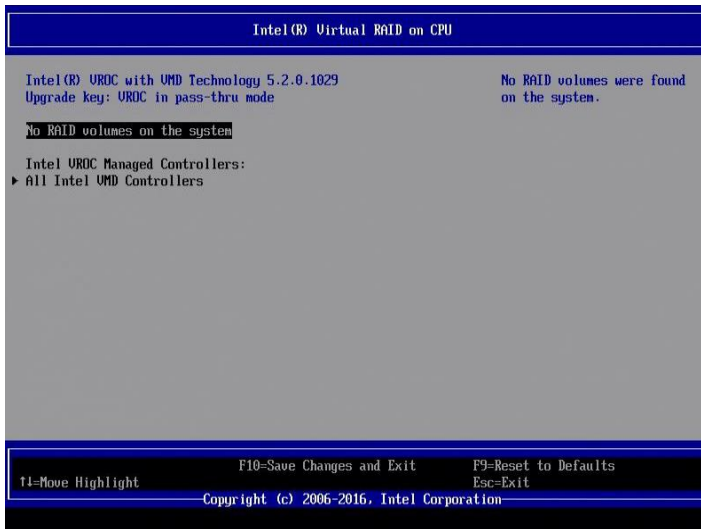 Intel(R) Virtual RAID on CPU
Intel(R) VROC with VMD Technology 5.2.0.1029
Upgrade key: VROC in pass-thru mode
No RAID volumes were found
on the system.
No RAID volumes on the system
Intel VROC Managed Controllers:
▶ All Intel VMD Controllers
F10=Save Changes and Exit
F9=Reset to Defaults
↑↓=Move Highlight
Esc=Exit
Copyright (c) 2006-2016, Intel Corporation